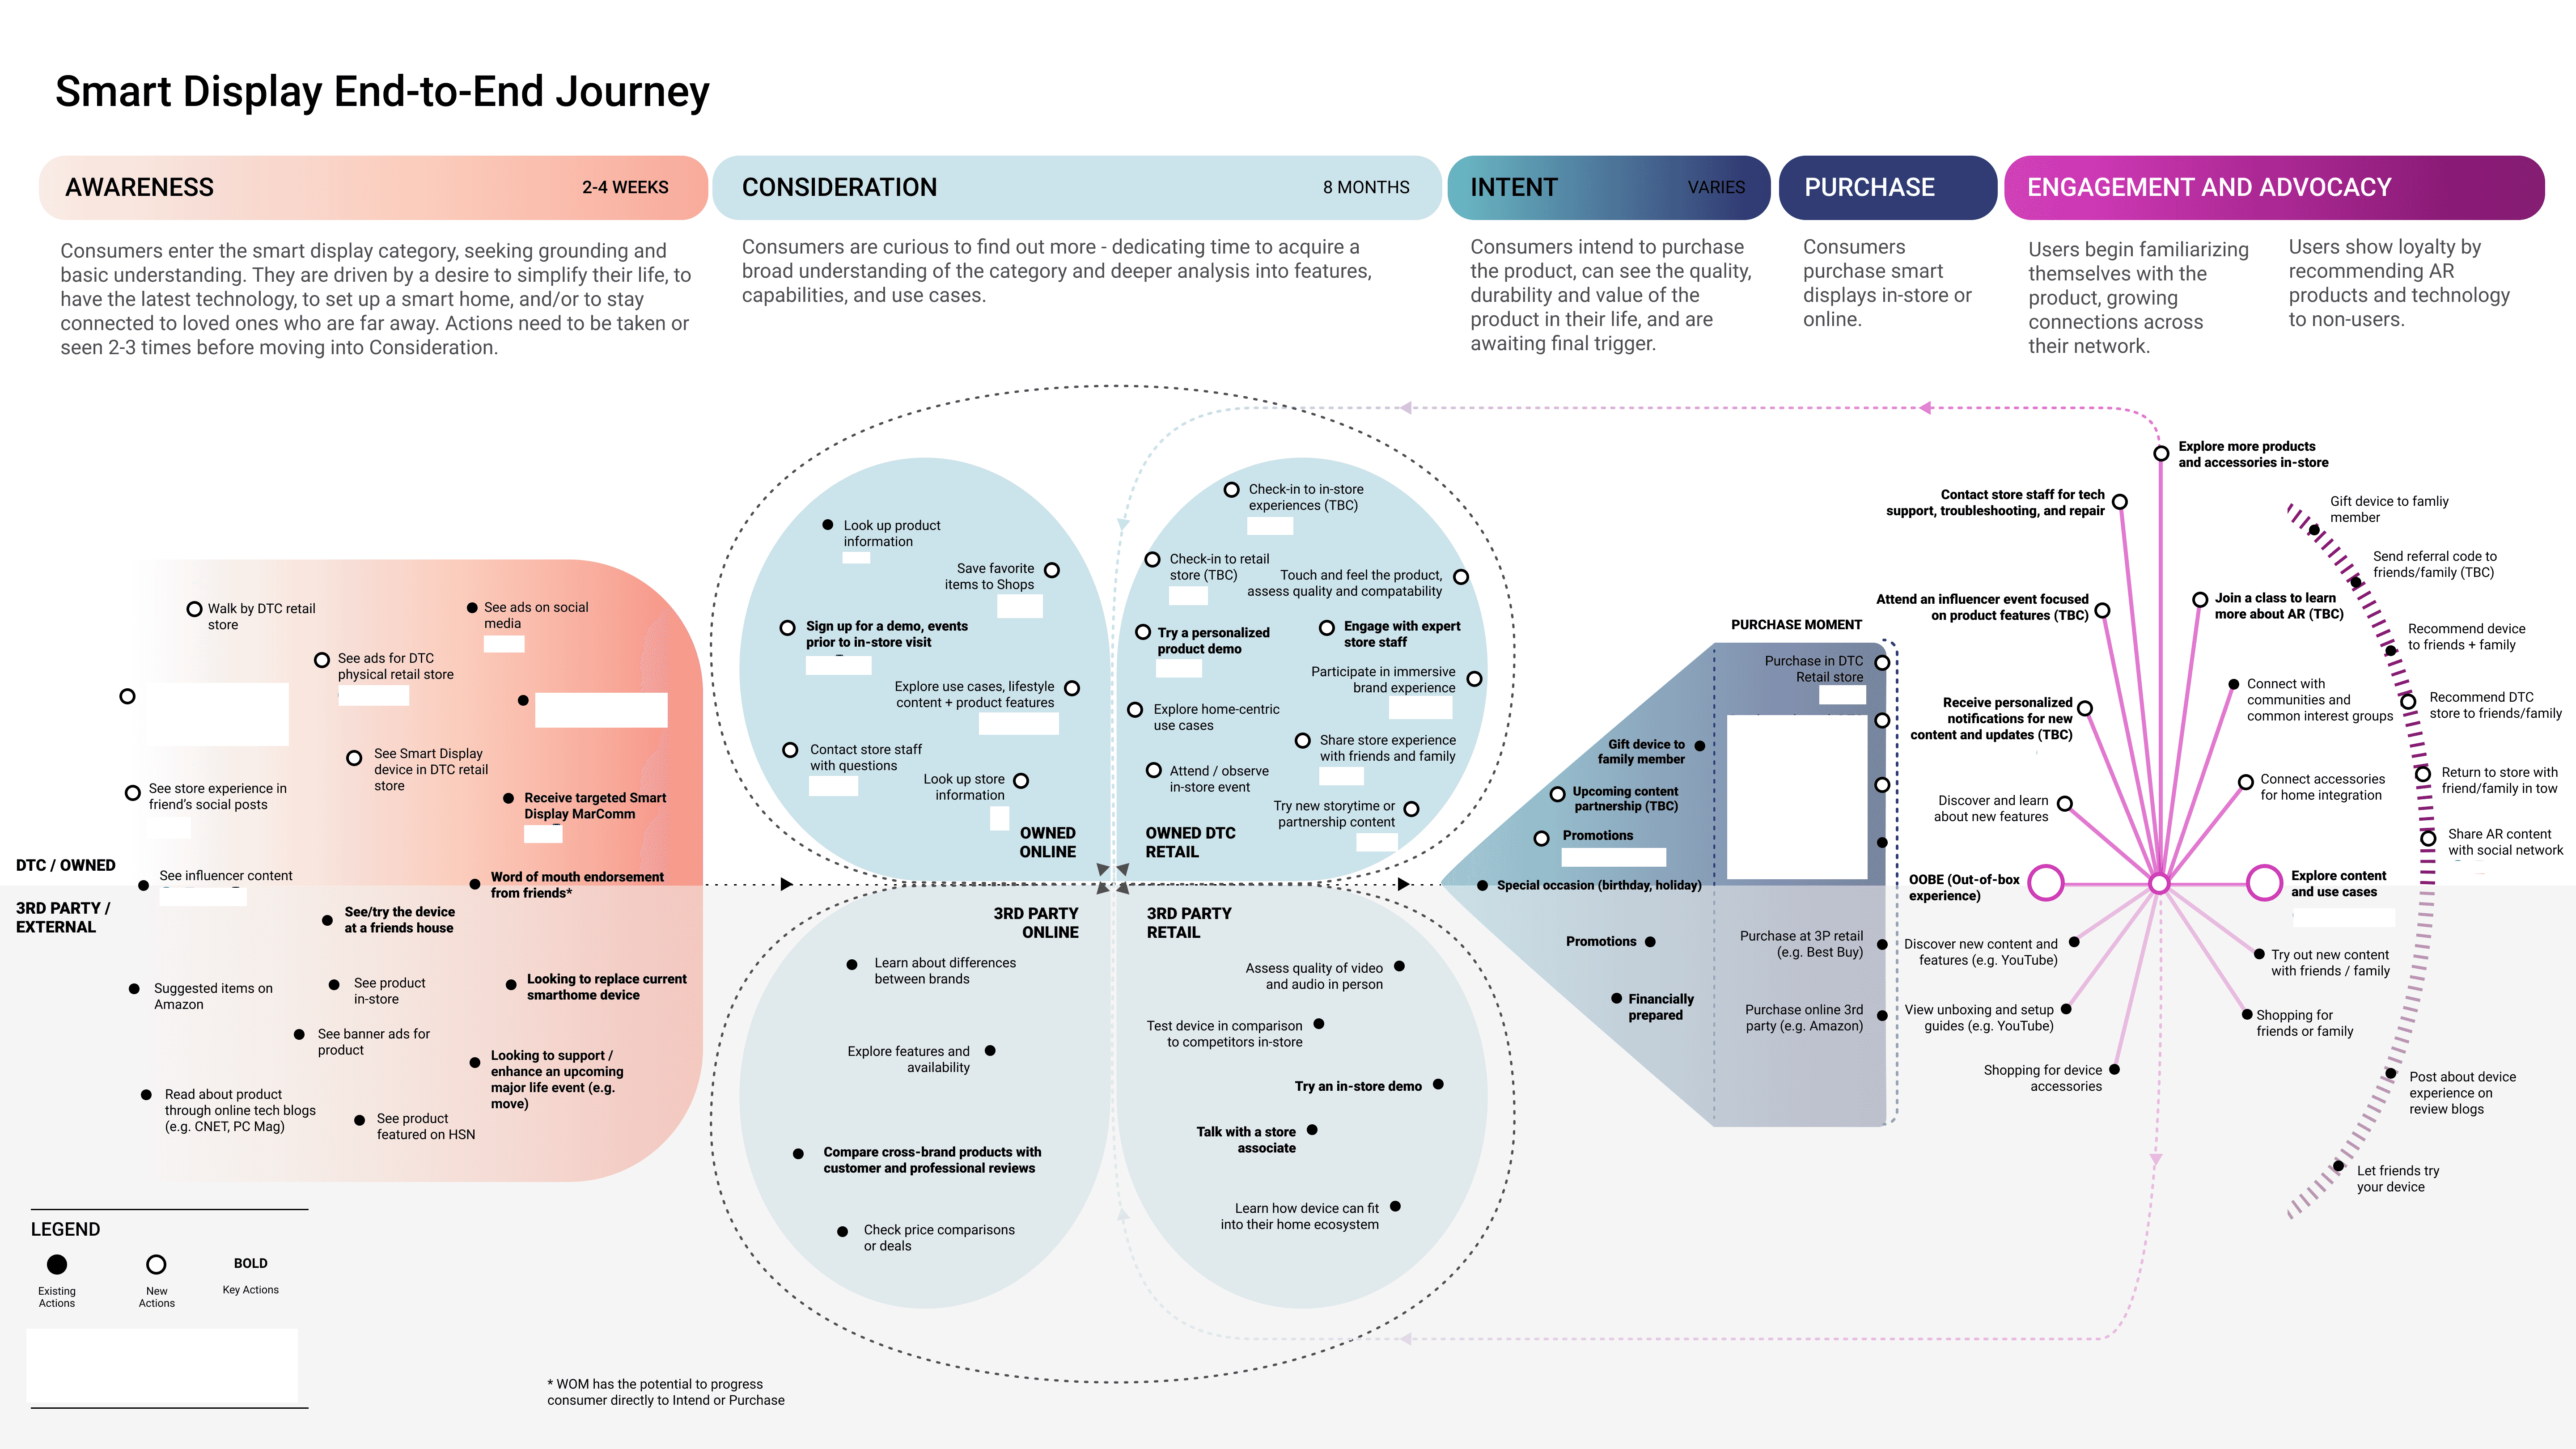 Smart Display End-to-End Journey
AWARENESS
2-4 WEEKS
CONSIDERATION
8 MONTHS
INTENT
VARIES
PURCHASE
ENGAGEMENT AND ADVOCACY
Consumers enter the smart display category, seeking grounding and
basic understanding. They are driven by a desire to simplify their life, to
have the latest technology, to set up a smart home, and/or to stay
connected to loved ones who are far away. Actions need to be taken or
seen 2-3 times before moving into Consideration.
Consumers are curious to find out more - dedicating time to acquire a
broad understanding of the category and deeper analysis into features,
capabilities, and use cases.
Consumers intend to purchase
the product, can see the quality,
durability and value of the
product in their life, and are
awaiting final trigger.
Consumers
purchase smart
displays in-store or
online.
Users begin familiarizing
themselves with the
product, growing
connections across
their network.
Users show loyalty by
recommending AR
products and technology
to non-users.
Walk by DTC retail
store
See ads on social
media
See ads for DTC
physical retail store
See Smart Display
device in DTC retail
store
See store experience in
friend's social posts
Receive targeted Smart
Display MarComm
DTC / OWNED
See influencer content
Word of mouth endorsement
from friends*
3RD PARTY /
EXTERNAL
See/try the device
at a friends house
Suggested items on
Amazon
See product
in-store
Looking to replace current
smarthome device
See banner ads for
product
Looking to support /
enhance an upcoming
major life event (e.g.
move)
Read about product
through online tech blogs
(e.g. CNET, PC Mag)
See product
featured on HSN
Look up product
information
Save favorite
items to Shops
Sign up for a demo, events
prior to in-store visit
Explore use cases, lifestyle
content + product features
Contact store staff
with questions
Look up store
information
OWNED
ONLINE
Check-in to in-store
experiences (TBC)
Check-in to retail
store (TBC)
Touch and feel the product,
assess quality and compatability
Try a personalized
product demo
Engage with expert
store staff
Participate in immersive
brand experience
Explore home-centric
use cases
Share store experience
with friends and family
Attend / observe
in-store event
Try new storytime or
partnership content
OWNED DTC
RETAIL
3RD PARTY
ONLINE
Learn about differences
between brands
Explore features and
availability
Compare cross-brand products with
customer and professional reviews
Check price comparisons
or deals
3RD PARTY
RETAIL
Assess quality of video
and audio in person
Test device in comparison
to competitors in-store
Try an in-store demo
Talk with a store
associate
Learn how device can fit
into their home ecosystem
Gift device to
family member
Upcoming content
partnership (TBC)
Promotions
Special occasion (birthday, holiday)
Promotions
Financially
prepared
PURCHASE MOMENT
Purchase in DTC
Retail store
Purchase at 3P retail
(e.g. Best Buy)
Purchase online 3rd
party (e.g. Amazon)
Explore more products
and accessories in-store
Contact store staff for tech
support, troubleshooting, and repair
Attend an influencer event focused
on product features (TBC)
Join a class to learn
more about AR (TBC)
Receive personalized
notifications for new
content and updates (TBC)
Connect with
communities and
common interest groups
Discover and learn
about new features
Connect accessories
for home integration
OOBE (Out-of-box
experience)
Explore content
and use cases
Discover new content and
features (e.g. YouTube)
Try out new content
with friends / family
View unboxing and setup
guides (e.g. YouTube)
Shopping for
friends or family
Shopping for device
accessories
Gift device to famliy
member
Send referral code to
friends/family (TBC)
Recommend device
to friends + family
Recommend DTC
store to friends/family
Return to store with
friend/family in tow
Share AR content
with social network
Post about device
experience on
review blogs
Let friends try
your device
LEGEND
BOLD
Existing
Actions
New
Actions
Key Actions
* WOM has the potential to progress
consumer directly to Intend or Purchase